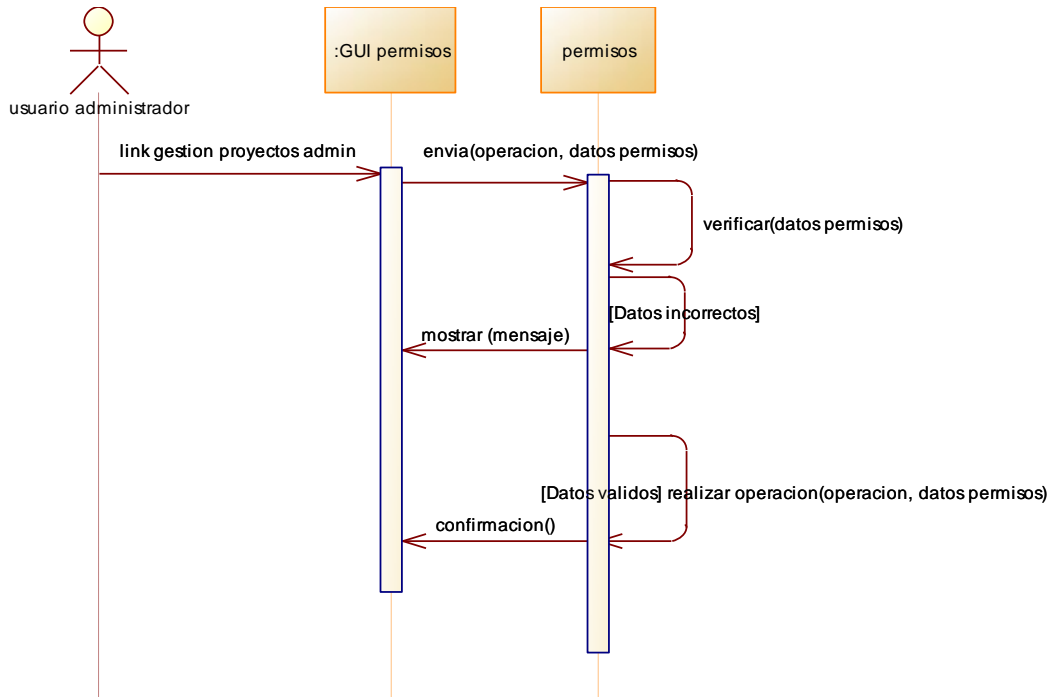 :GUI permisos
permisos
usuario administrador
link gestion proyectos admin
envia(operacion, datos permisos)
verificar(datos permisos)
[Datos incorrectos]
mostrar (mensaje)
[Datos validos] realizar operacion(operacion, datos permisos)
confirmacion()